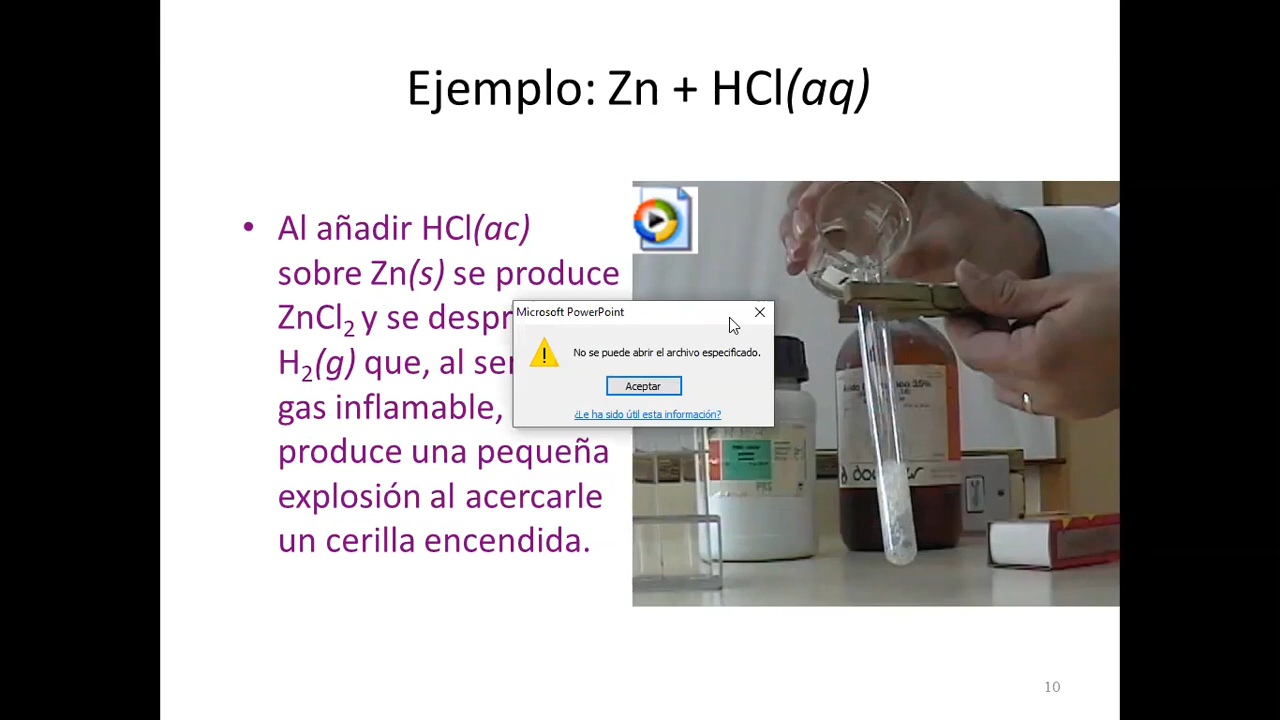 Ejemplo: Zn + HCl(aq)
• Al añadir HCl(ac)
sobre Zn(s) se produce
ZnCl₂ y se despr
H₂(g) que, al ser
gas inflamable,
produce una pequeña
explosión al acercarle
un cerilla encendida.
Microsoft PowerPoint
No se puede abrir el archivo especificado.
Aceptar
¿Le ha sido útil esta información?
10